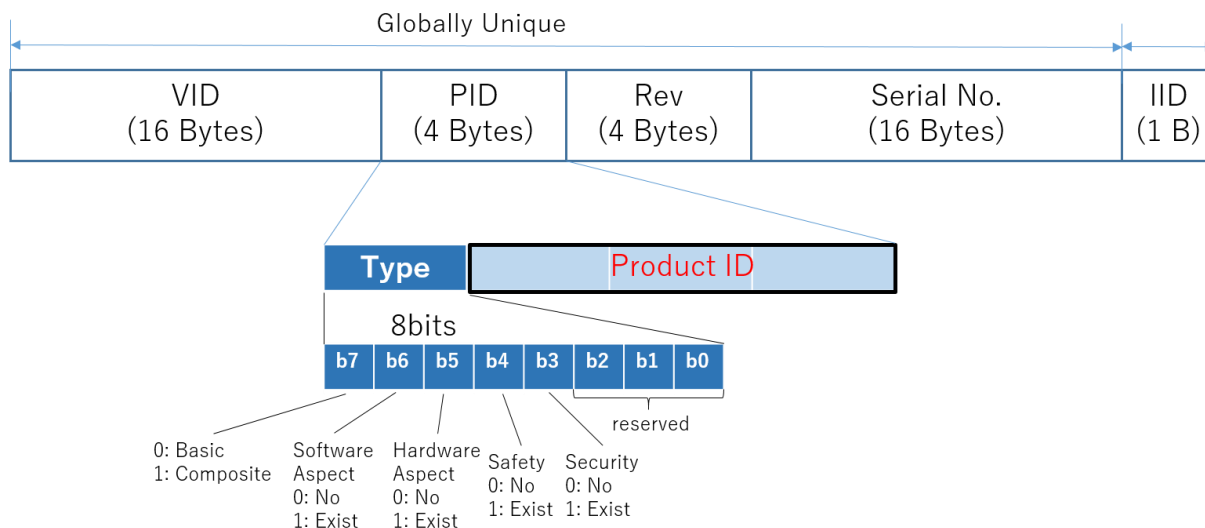 Globally Unique
VID
(16 Bytes)
PID
(4 Bytes)
Rev
(4 Bytes)
Serial No.
(16 Bytes)
IID
(1 B)
Type
Product ID
8bits
b7 b6 b5 b4 b3 b2 b1 b0
reserved
0: Basic
1: Composite
Software
Aspect
0: No
1: Exist
Hardware
Aspect
0: No
1: Exist
Safety
0: No
1: Exist
Security
0: No
1: Exist